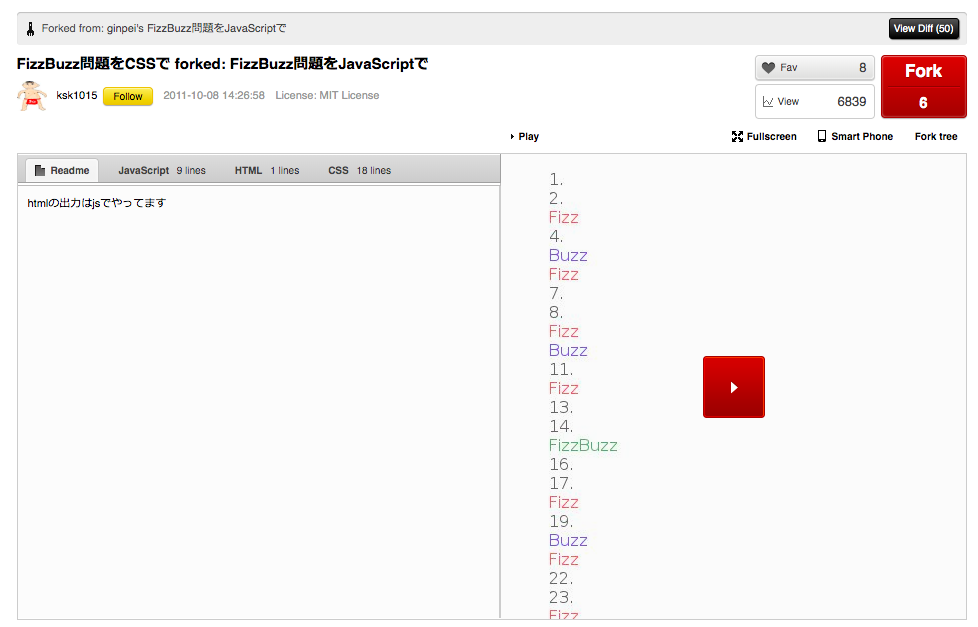 Forked from: ginpei's FizzBuzz問題をJavaScriptで
View Diff (50)
FizzBuzz問題をCSSで forked: FizzBuzz問題をJavaScriptで
ksk1015
Follow
2011-10-08 14:26:58 License: MIT License
Fav 8
View 6839
Fork
6
Play
Fullscreen
Smart Phone
Fork tree
Readme
JavaScript 9 lines
HTML 1 lines
CSS 18 lines
htmlの出力はjsでやってます
1.
2.
Fizz
4.
Buzz
Fizz
7.
8.
Fizz
Buzz
11.
Fizz
13.
14.
FizzBuzz
16.
17.
Fizz
19.
Buzz
Fizz
22.
23.
Fizz